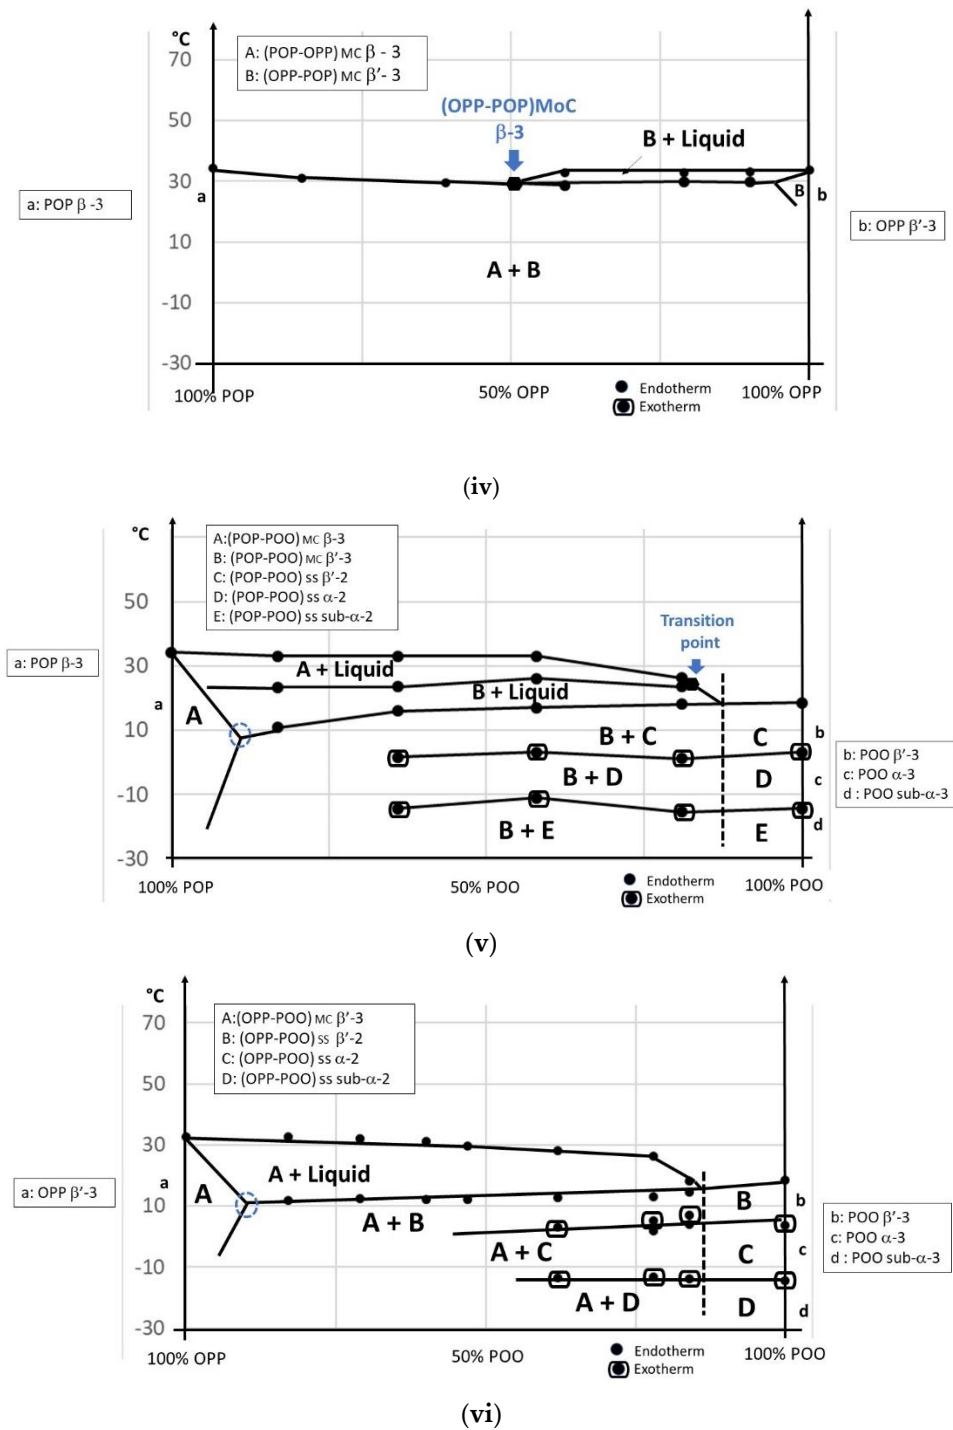 °C
70
A: (POP-OPP) MC β - 3
B: (OPP-POP) MC β′- 3
50
(OPP-POP)MoC
β-3
B + Liquid
30
a
B
b
a: POP β -3
b: OPP β′-3
10
A + B
-10
-30
100% POP
50% OPP
100% OPP
Endotherm
Exotherm
(iv)
°C
A:(POP-POO) MC β-3
B: (POP-POO) MC β′-3
C: (POP-POO) ss β′-2
D: (POP-POO) ss α-2
E: (POP-POO) ss sub-α-2
50
Transition
point
30
a: POP β-3
A + Liquid
B + Liquid
a
A
10
B + C
C
b
b: POO β′-3
c: POO α-3
d : POO sub-α-3
B + D
D
c
-10
B + E
E
d
-30
100% POP
50% POO
100% POO
Endotherm
Exotherm
(v)
°C
A:(OPP-POO) MC β′-3
B: (OPP-POO) ss β′-2
C: (OPP-POO) ss α-2
D: (OPP-POO) ss sub-α-2
70
50
30
a: OPP β′-3
a
A
A + Liquid
10
A + B
B
b
b: POO β′-3
c: POO α-3
d : POO sub-α-3
A + C
C
c
-10
A + D
D
d
-30
100% OPP
50% POO
100% POO
Endotherm
Exotherm
(vi)